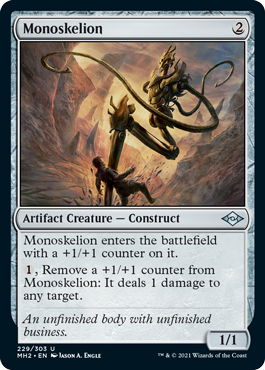 Monoskelion 2
Artifact Creature — Construct
Monoskelion enters the battlefield
with a +1/+1 counter on it.
1, Remove a +1/+1 counter from
Monoskelion: It deals 1 damage to
any target.
An unfinished body with unfinished
business.
1/1
229/303 U
MH2 • EN Jason A. Engle
™ & © 2021 Wizards of the Coast